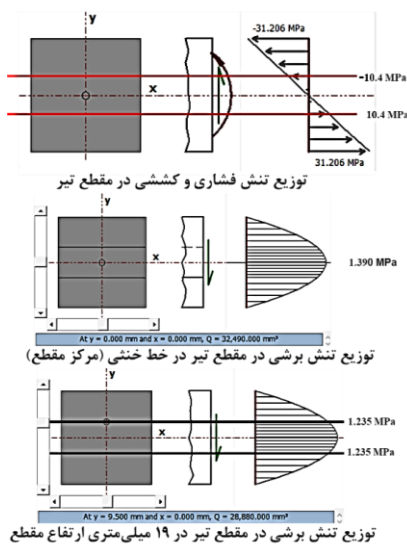 y
-31.206 MPa
x
-10.4 MPa
10.4 MPa
31.206 MPa
توزیع تنش فشاری و کششی در مقطع تیر
y
x
1.390 MPa
At y = 0.000 mm and x = 0.000 mm, Q = 32,490.000 mm³
توزیع تنش برشی در مقطع تیر در خط خنثی (مرکز مقطع)
y
1.235 MPa
x
1.235 MPa
At y = 9.500 mm and x = 0.000 mm, Q = 28,880.000 mm³
توزیع تنش برشی در مقطع تیر در ۱۹ میلی‌متری ارتفاع مقطع